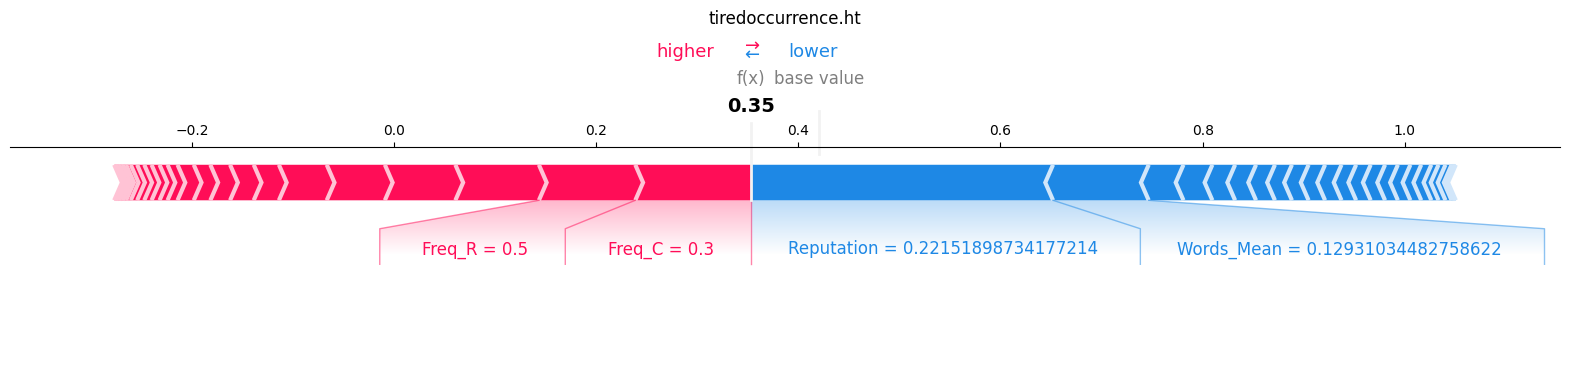 tiredoccurrence.ht
higher ⇄ lower
f(x) base value
0.35
−0.2 0.0 0.2 0.4 0.6 0.8 1.0
Freq_R = 0.5 Freq_C = 0.3 Reputation = 0.22151898734177214 Words_Mean = 0.12931034482758622